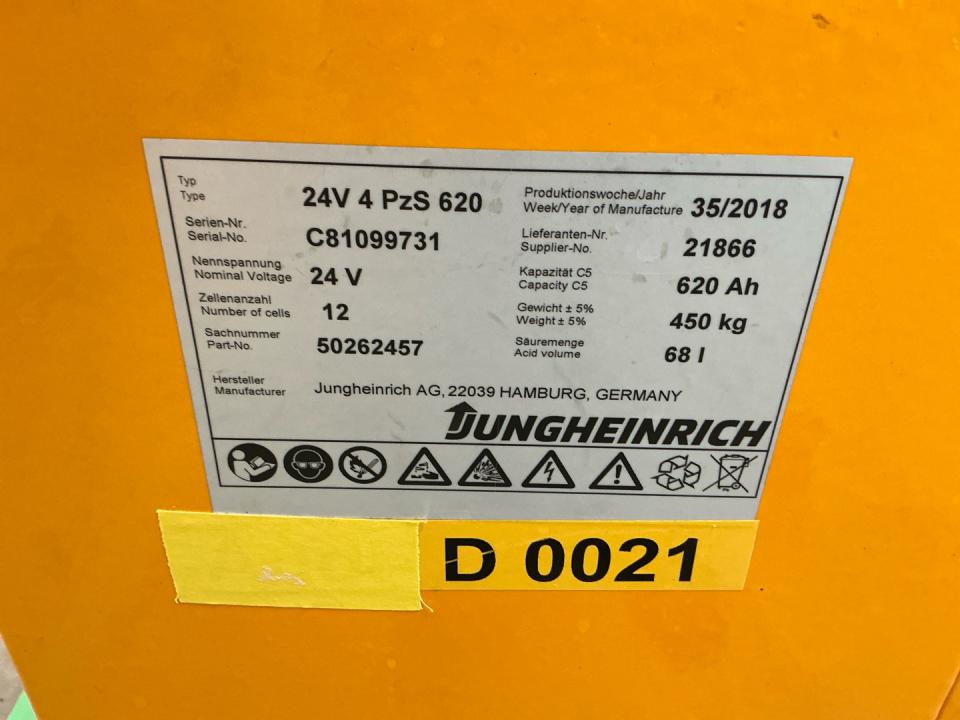 Typ
Type 24V 4 PzS 620
Produktionswoche/Jahr
Week/Year of Manufacture 35/2018
Serien-Nr.
Serial-No. C81099731
Lieferanten-Nr.
Supplier-No. 21866
Nennspannung
Nominal Voltage 24 V
Kapazität C5
Capacity C5 620 Ah
Zellenanzahl
Number of cells 12
Gewicht ± 5%
Weight ± 5% 450 kg
Sachnummer
Part-No. 50262457
Säuremenge
Acid volume 68 l
Hersteller
Manufacturer Jungheinrich AG, 22039 HAMBURG, GERMANY
JUNGHEINRICH
Pb
D 0021